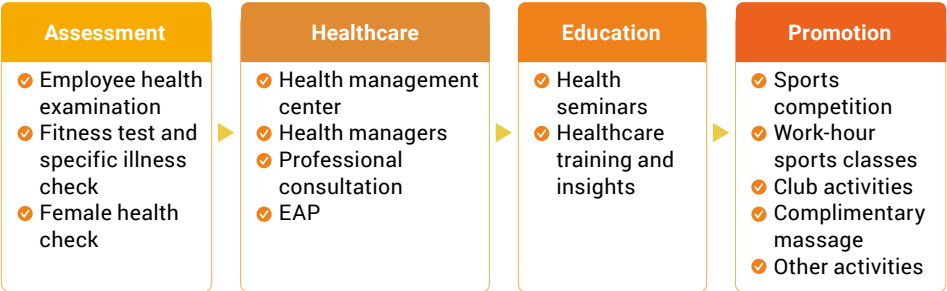 Assessment
Employee health
examination
Fitness test and
specific illness
check
Female health
check
Healthcare
Health management
center
Health managers
Professional
consultation
EAP
Education
Health
seminars
Healthcare
training and
insights
Promotion
Sports
competition
Work-hour
sports classes
Club activities
Complimentary
massage
Other activities